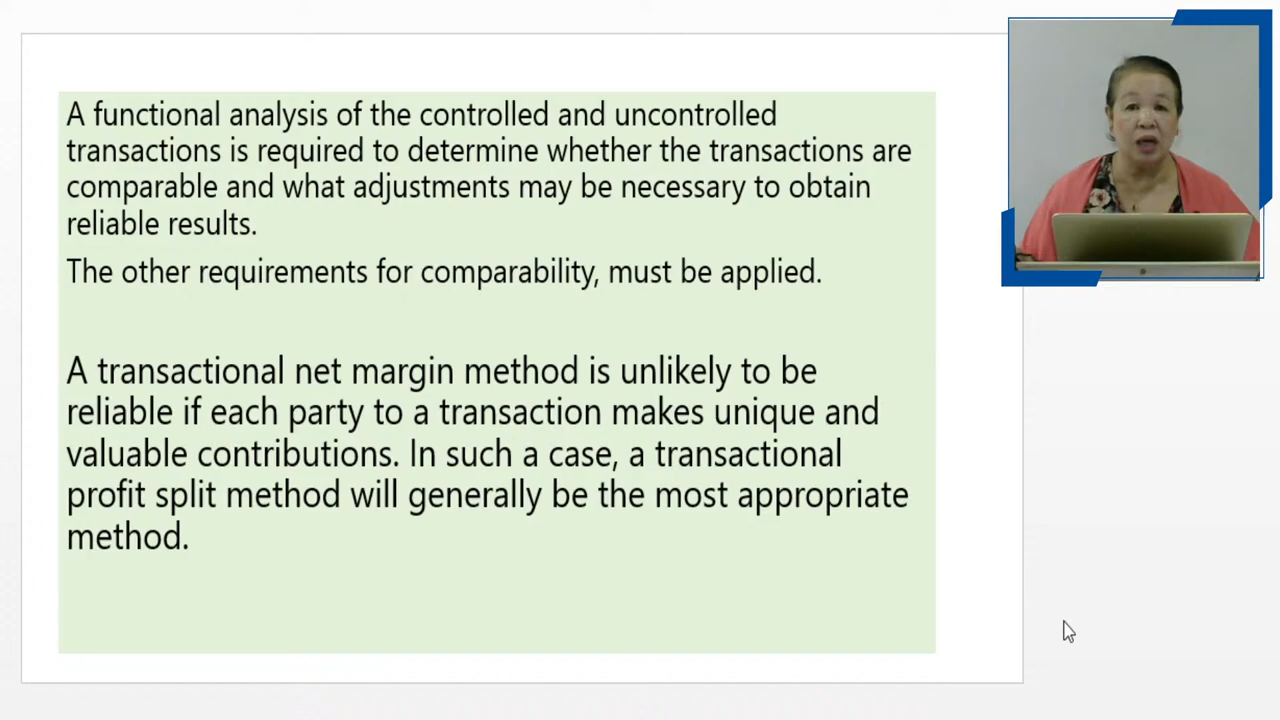 A functional analysis of the controlled and uncontrolled
transactions is required to determine whether the transactions are
comparable and what adjustments may be necessary to obtain
reliable results.
The other requirements for comparability, must be applied.
A transactional net margin method is unlikely to be
reliable if each party to a transaction makes unique and
valuable contributions. In such a case, a transactional
profit split method will generally be the most appropriate
method.